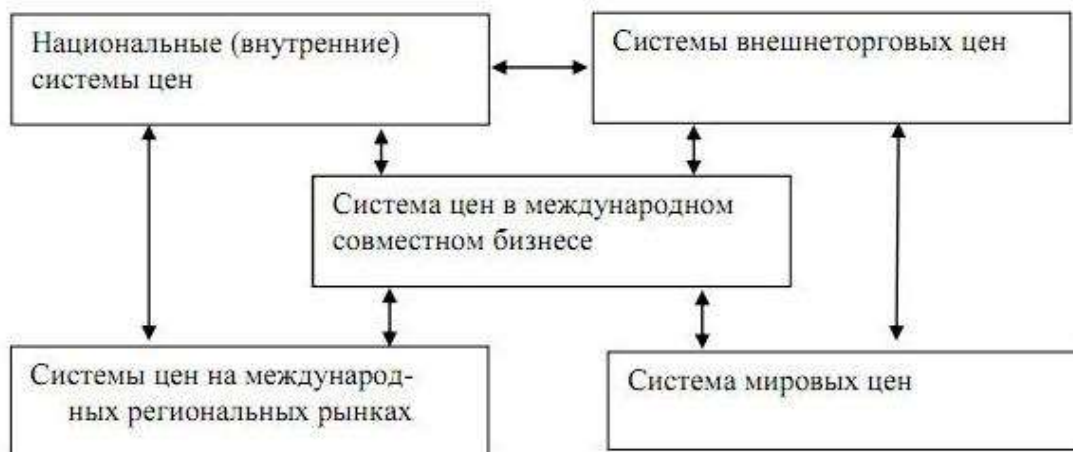 Национальные (внутренние)
системы цен
Системы внешнеторговых цен
Система цен в международном
совместном бизнесе
Системы цен на международ-
ных региональных рынках
Система мировых цен